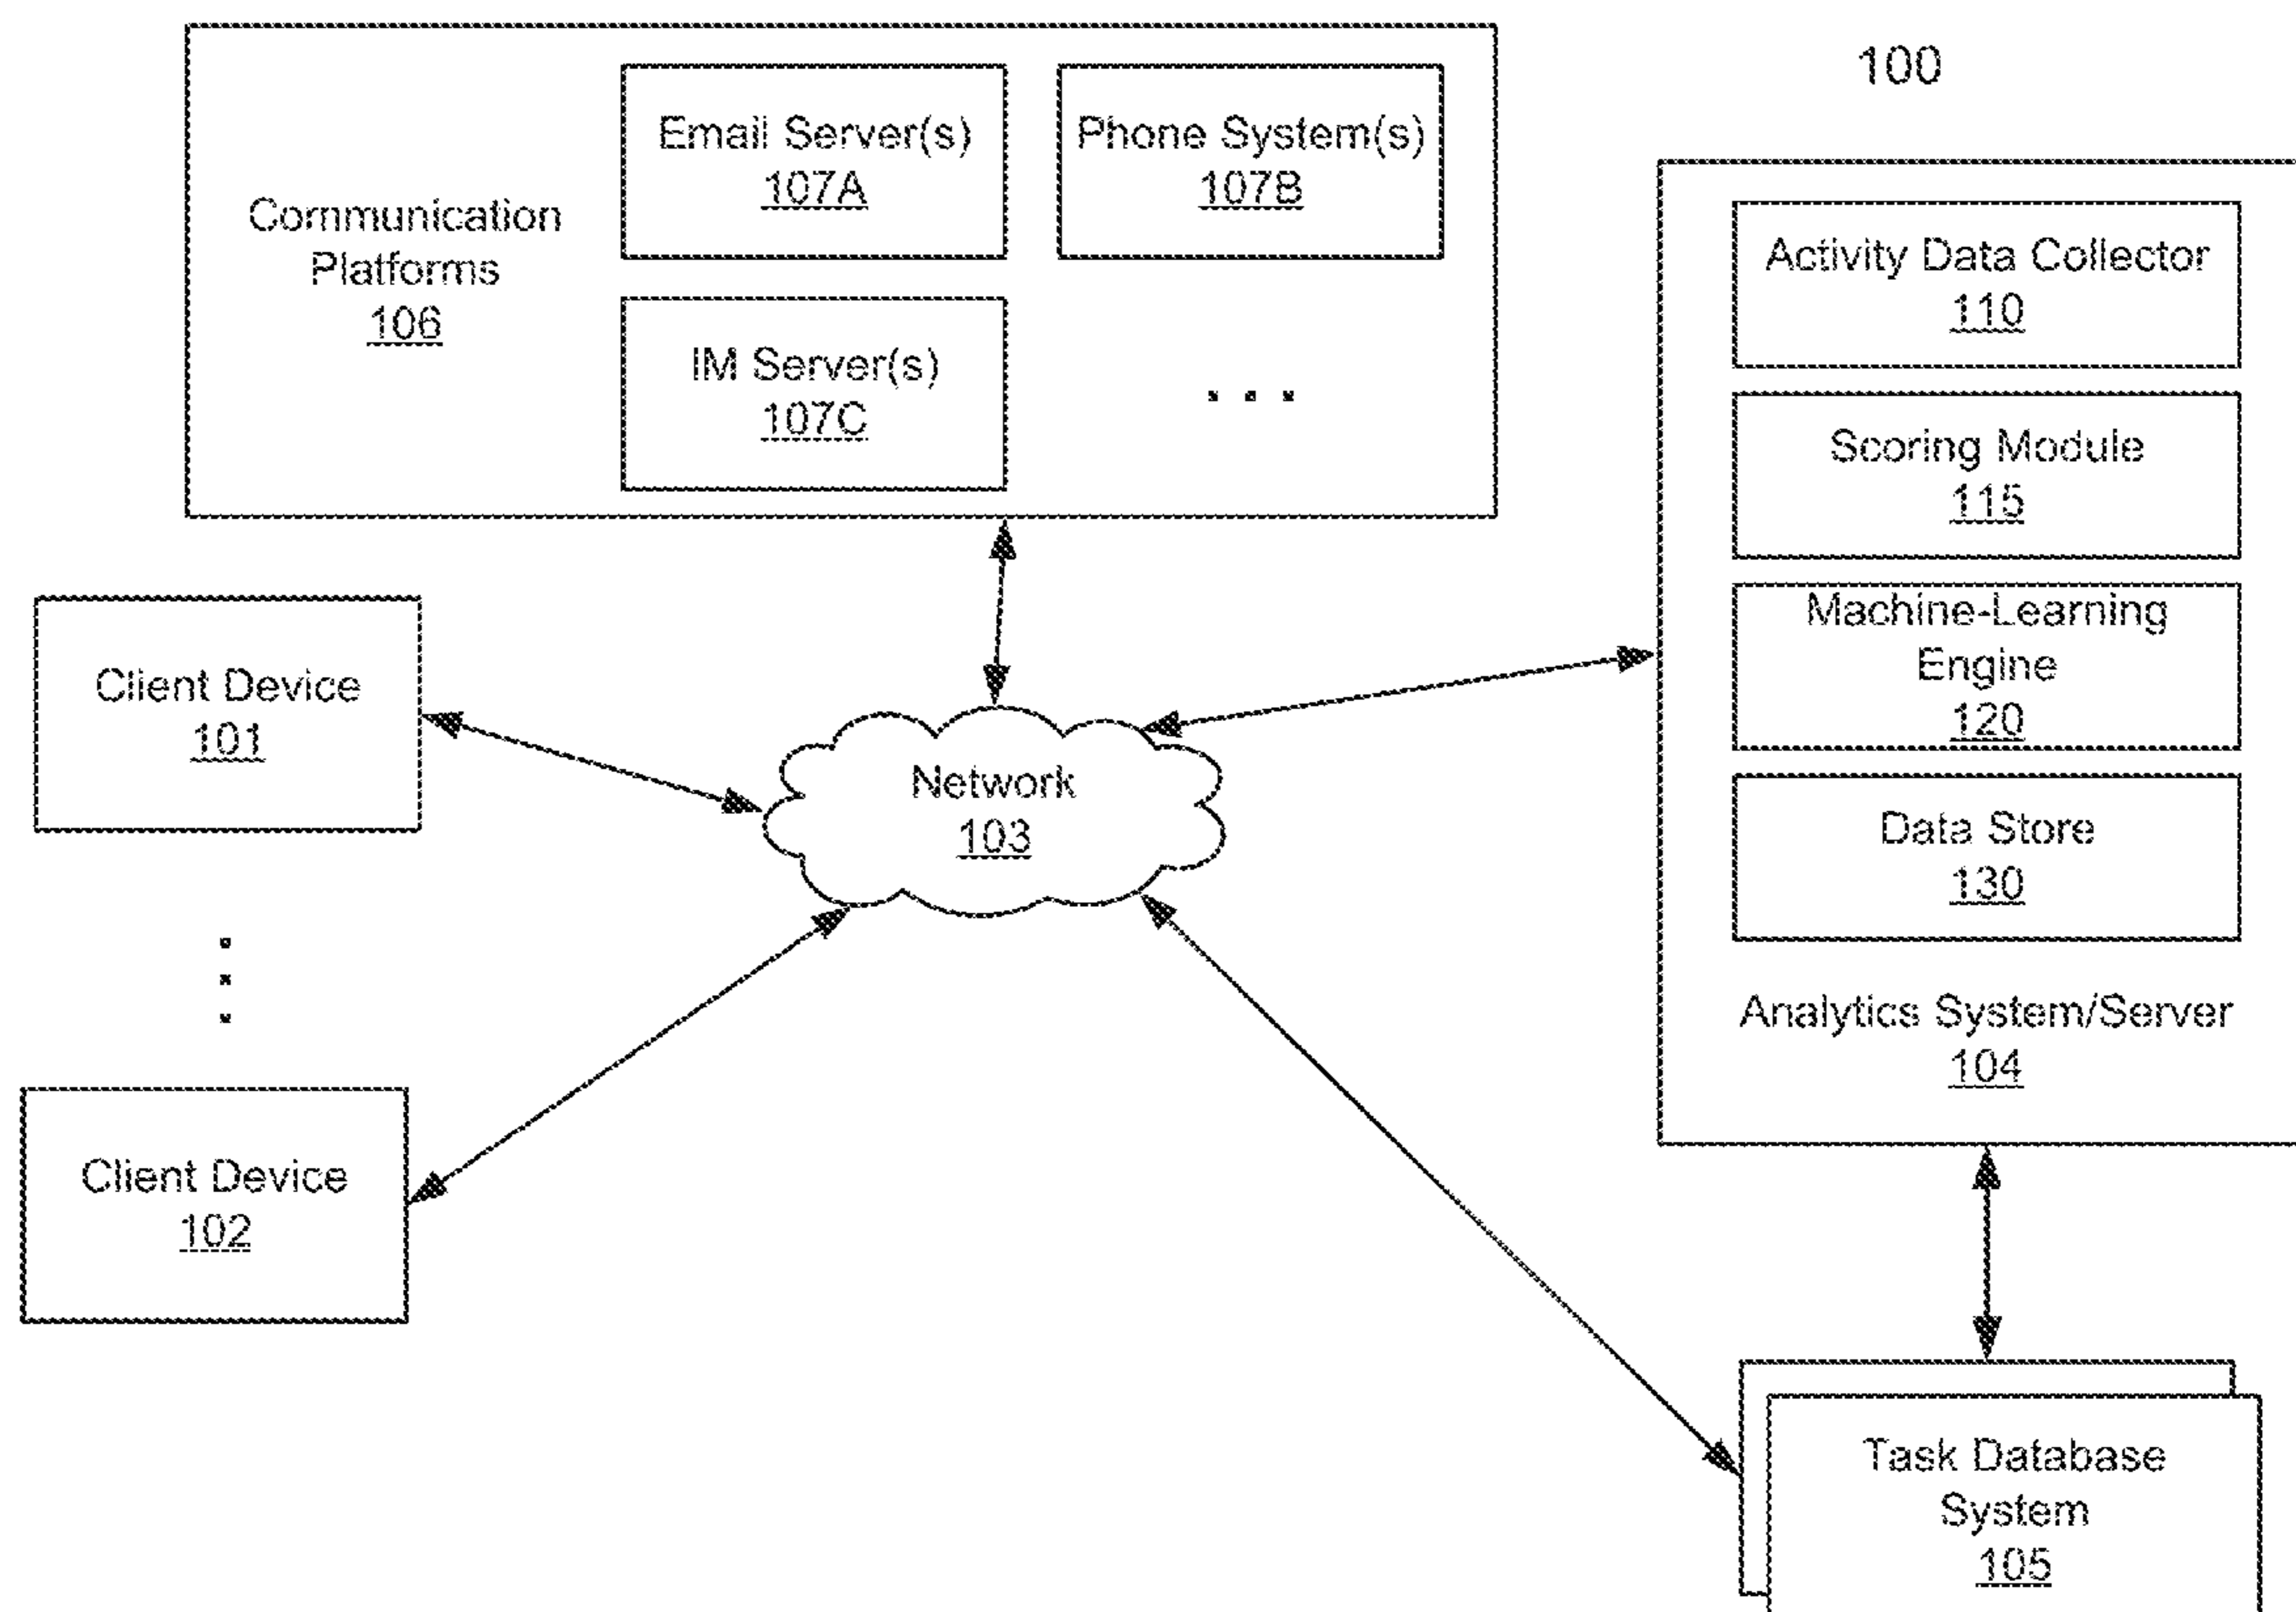 100
Communication
Platforms
106
Email Server(s)
107A
Phone System(s)
107B
IM Server(s)
107C
. . .
Activity Data Collector
110
Scoring Module
115
Machine-Learning
Engine
120
Data Store
130
Analytics System/Server
104
Client Device
101
Network
103
Client Device
102
Task Database
System
105